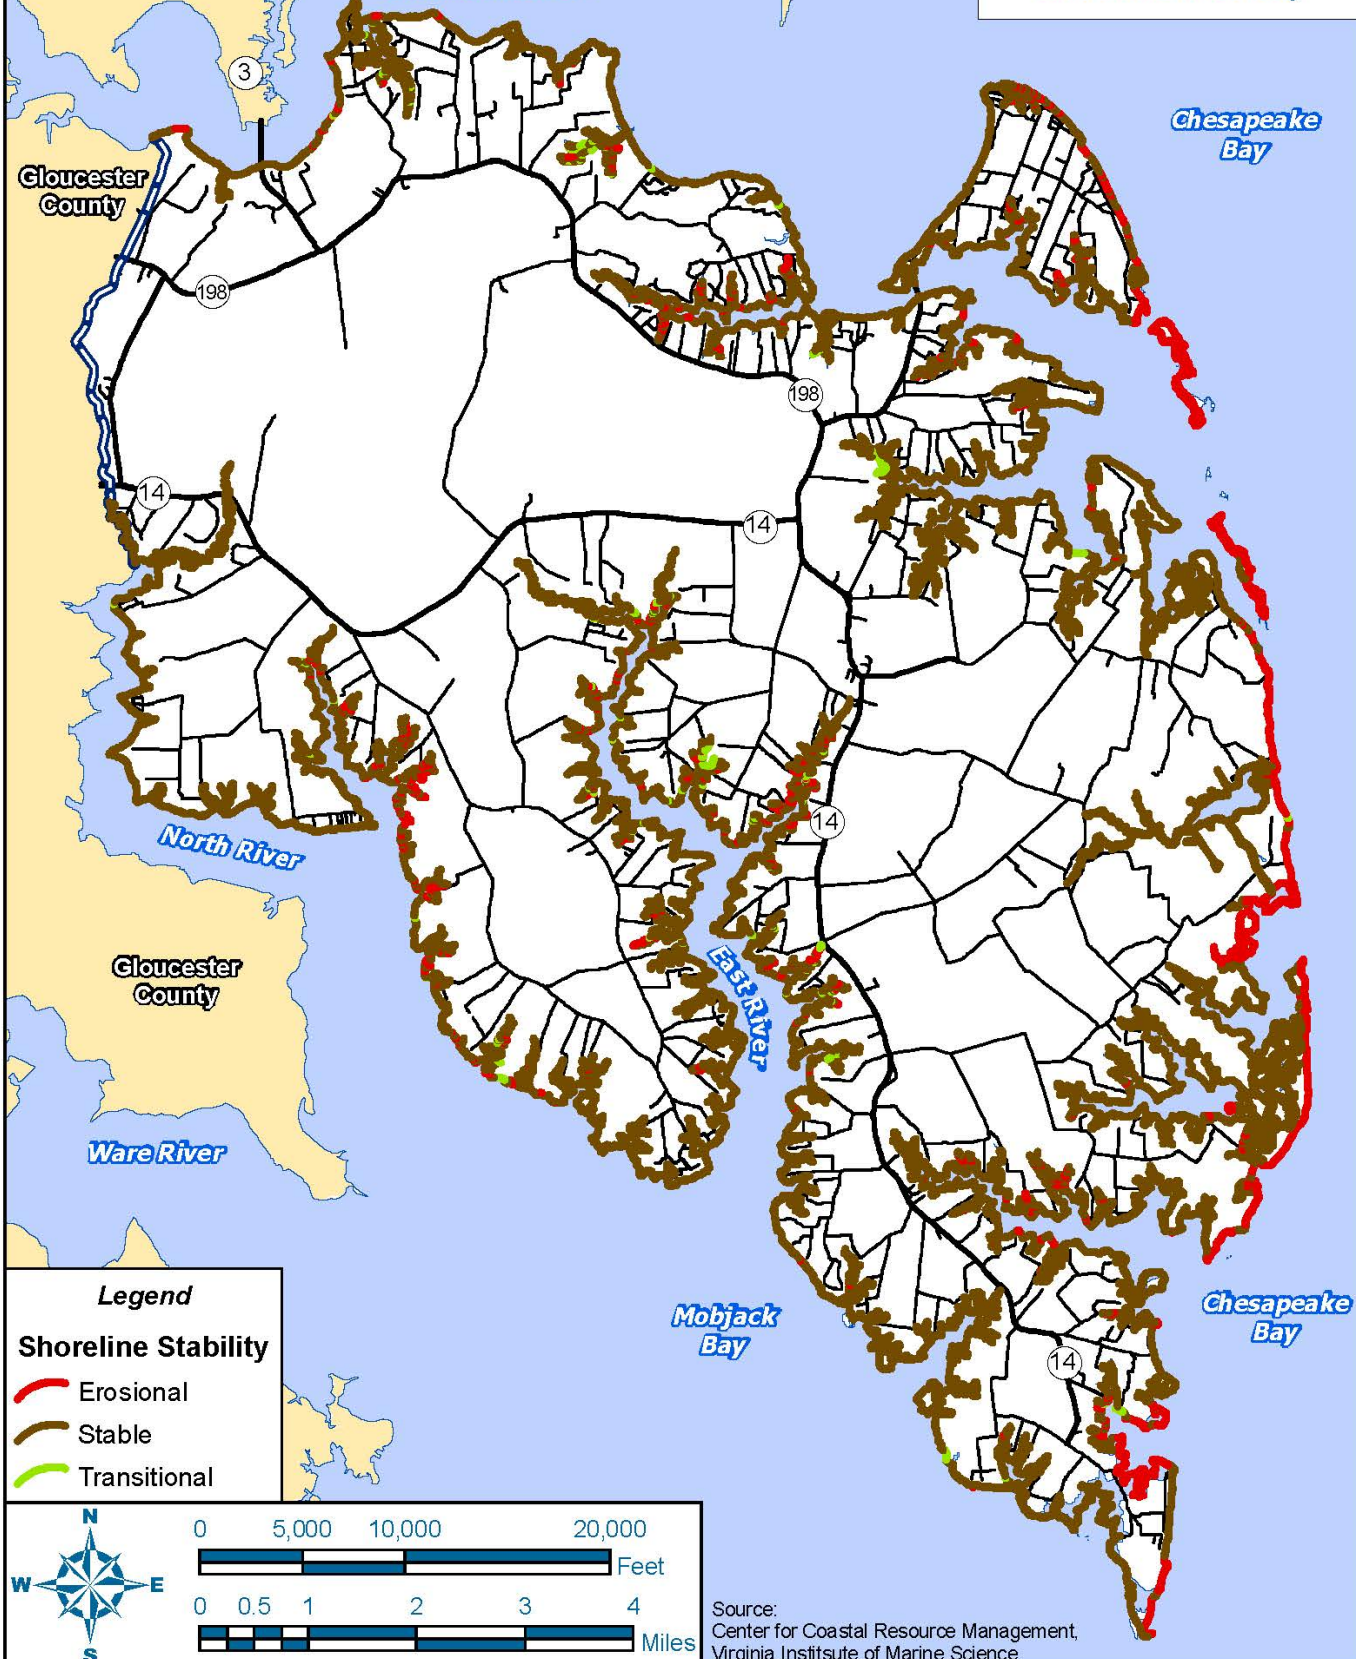 3
Chesapeake
Bay
Gloucester
County
198
198
14
14
14
North River
East River
Gloucester
County
Ware River
Mobjack
Bay
Chesapeake
Bay
14
Legend
Shoreline Stability
Erosional
Stable
Transitional
N
W E
S
0 5,000 10,000 20,000
Feet
0 0.5 1 2 3 4
Miles
Source:
Center for Coastal Resource Management,
Virginia Institsute of Marine Science